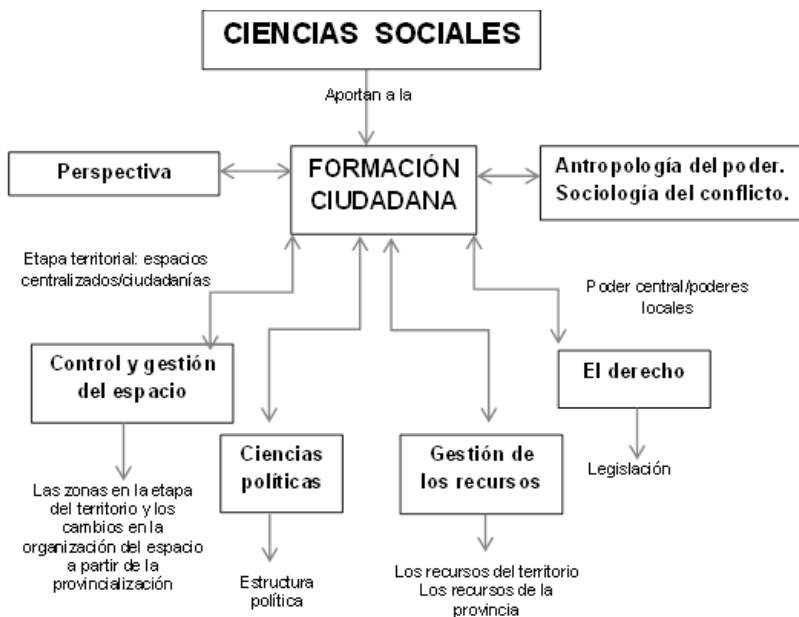 CIENCIAS SOCIALES
Aportan a la
Perspectiva
FORMACIÓN
CIUDADANA
Antropología del poder.
Sociología del conflicto.
Etapa territorial: espacios
centralizados/ciudadanías
Poder central/poderes
locales
Control y gestión
del espacio
El derecho
Ciencias
políticas
Gestión de
los recursos
Legislación
Las zonas en la etapa
del territorio y los
cambios en la
organización del espacio
a partir de la
provincialización
Estructura
política
Los recursos del territorio
Los recursos de la
provincia